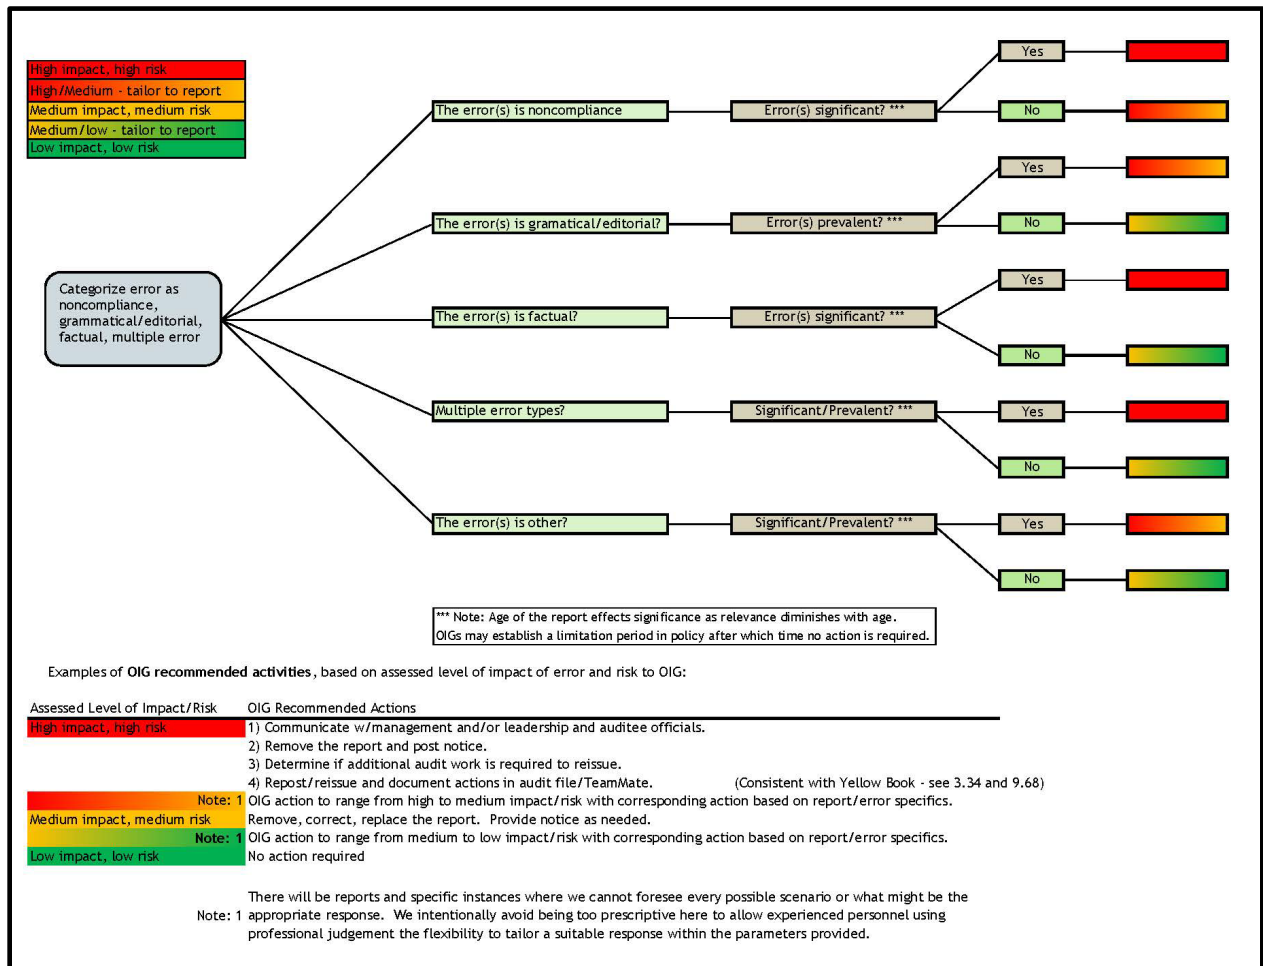 High impact, high risk
High/Medium - tailor to report
Medium impact, medium risk
Medium/low - tailor to report
Low impact, low risk
Categorize error as
noncompliance,
grammatical/editorial,
factual, multiple error
The error(s) is noncompliance
Error(s) significant? ***
Yes
No
The error(s) is gramatical/editorial?
Error(s) prevalent? ***
Yes
No
The error(s) is factual?
Error(s) significant? ***
Yes
No
Multiple error types?
Significant/Prevalent? ***
Yes
No
The error(s) is other?
Significant/Prevalent? ***
Yes
No
*** Note: Age of the report effects significance as relevance diminishes with age.
OIGs may establish a limitation period in policy after which time no action is required.
Examples of OIG recommended activities, based on assessed level of impact of error and risk to OIG:
Assessed Level of Impact/Risk OIG Recommended Actions
High impact, high risk 1) Communicate w/management and/or leadership and auditee officials.
2) Remove the report and post notice.
3) Determine if additional audit work is required to reissue.
4) Repost/reissue and document actions in audit file/TeamMate. (Consistent with Yellow Book - see 3.34 and 9.68)
Note: 1 OIG action to range from high to medium impact/risk with corresponding action based on report/error specifics.
Medium impact, medium risk Remove, correct, replace the report. Provide notice as needed.
Note: 1 OIG action to range from medium to low impact/risk with corresponding action based on report/error specifics.
Low impact, low risk No action required
There will be reports and specific instances where we cannot foresee every possible scenario or what might be the
Note: 1 appropriate response. We intentionally avoid being too prescriptive here to allow experienced personnel using
professional judgement the flexibility to tailor a suitable response within the parameters provided.